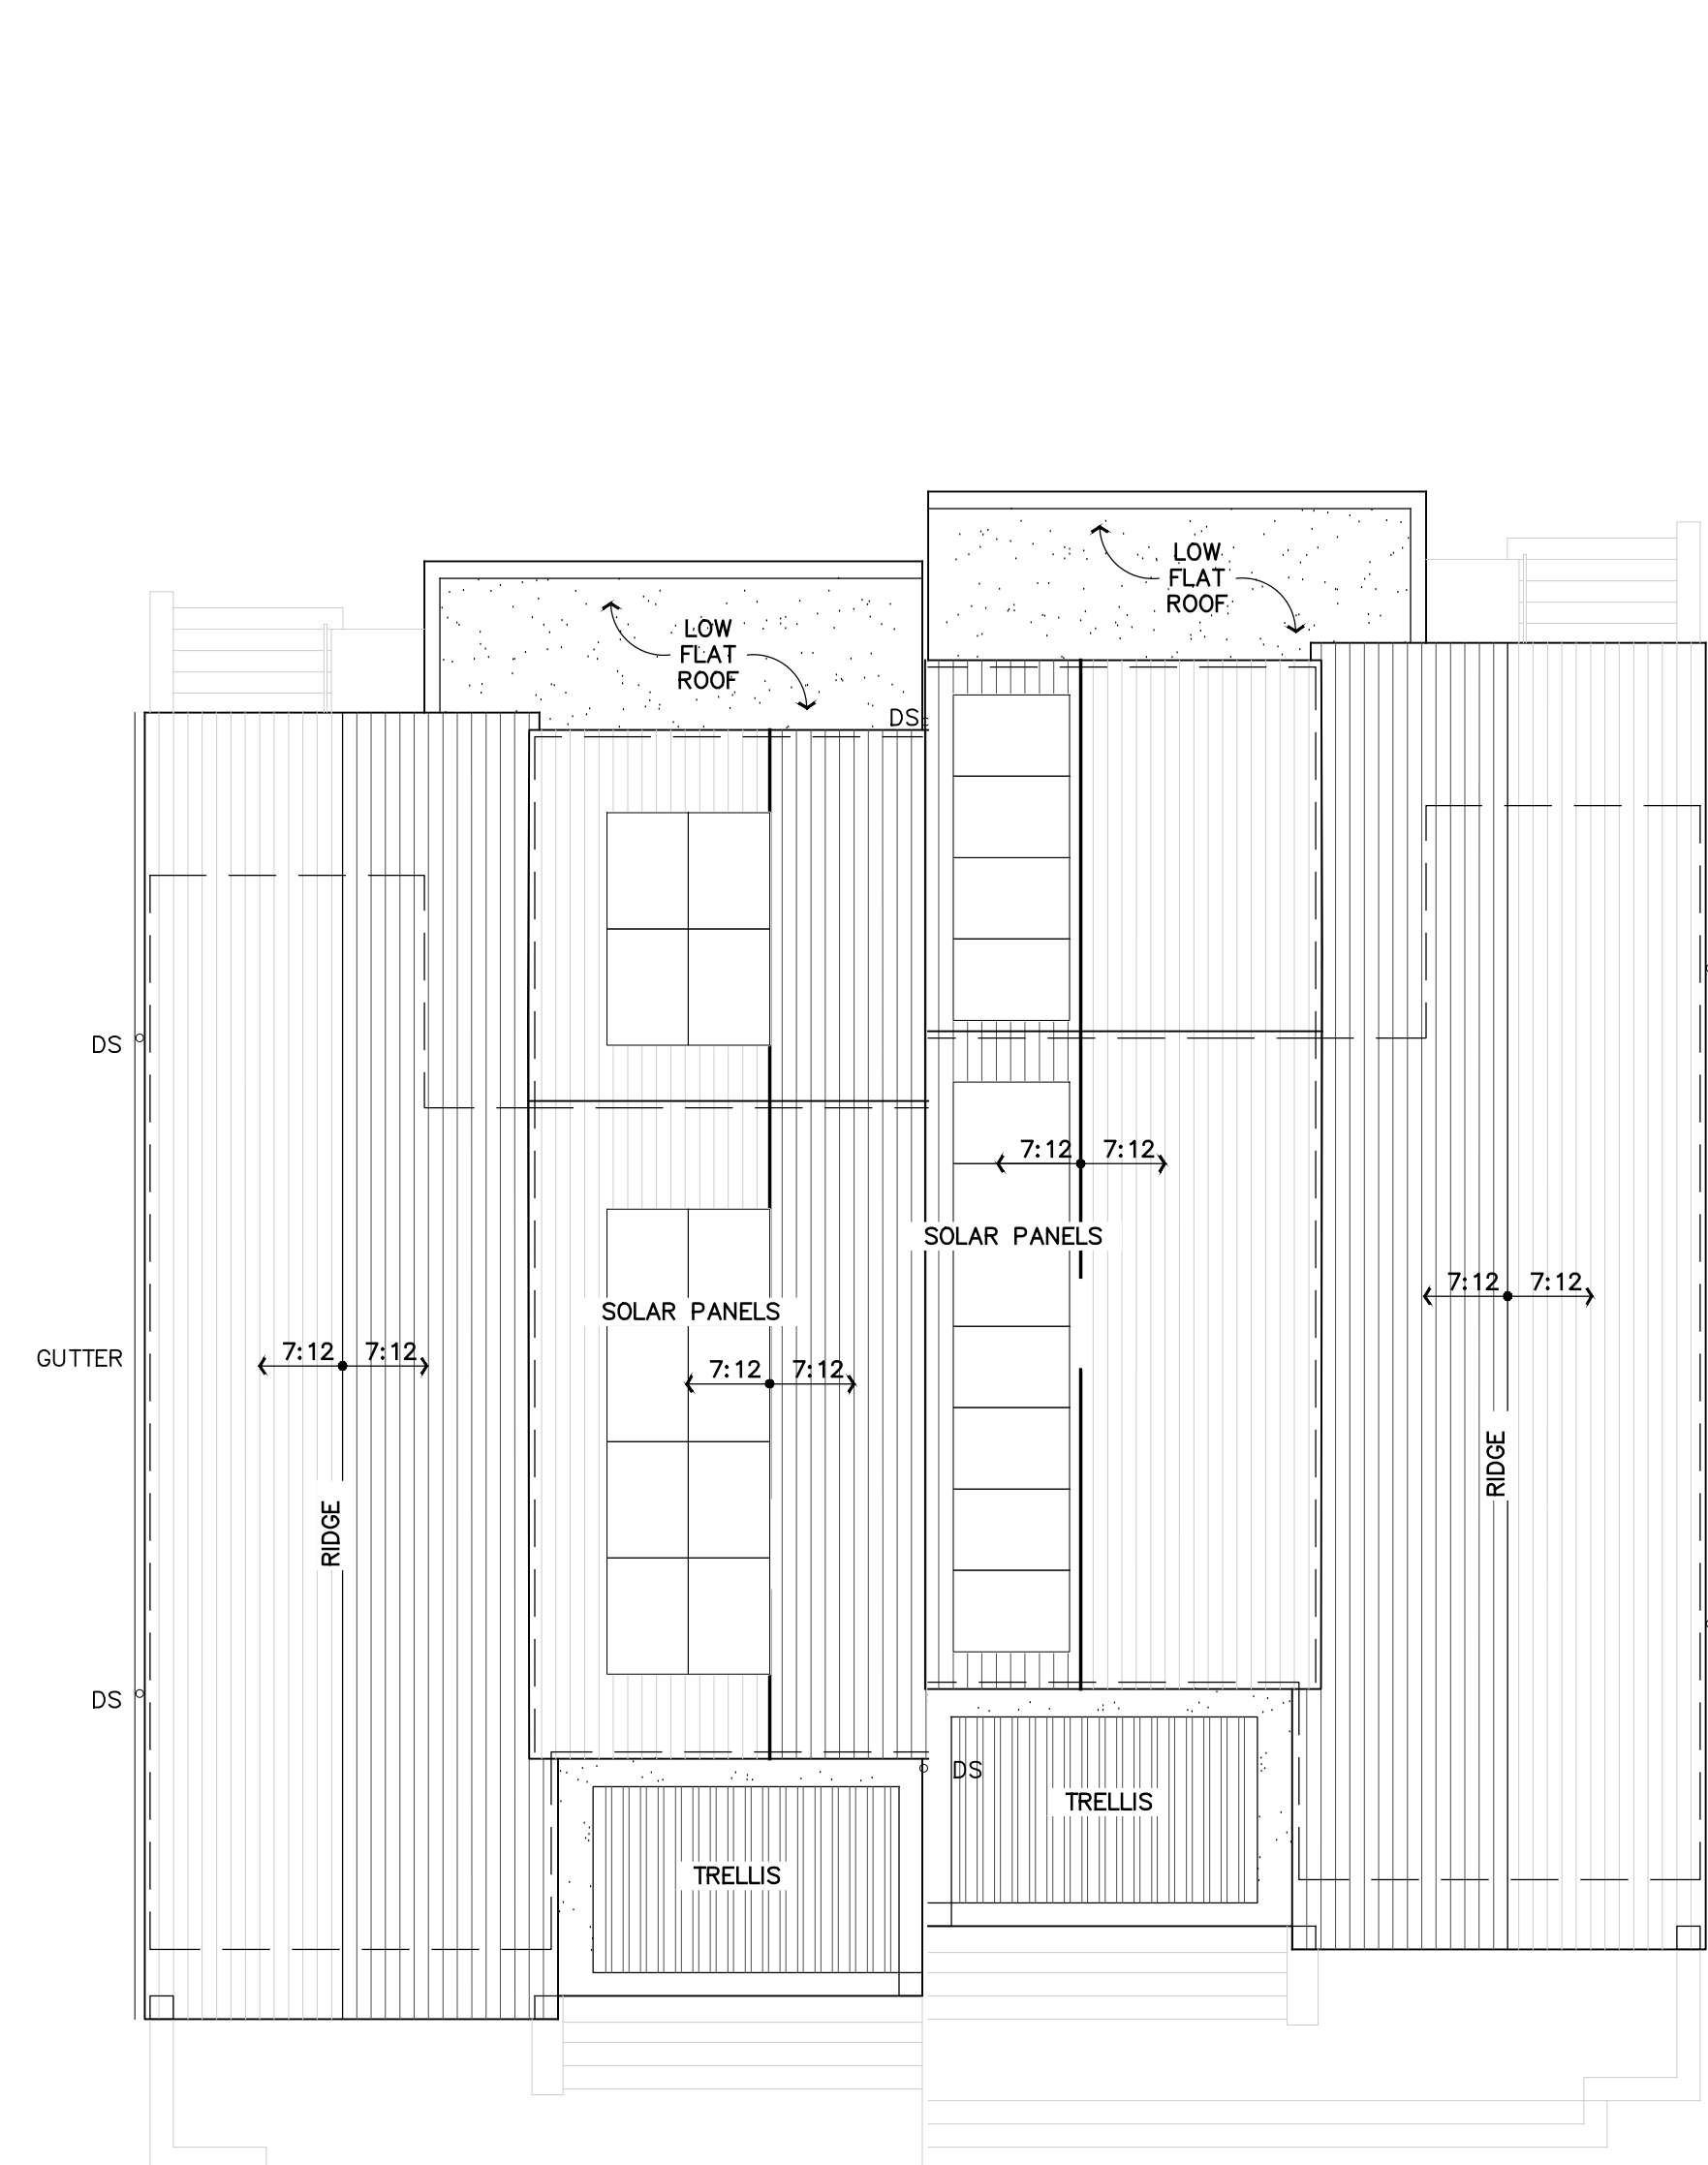 LOW
FLAT
ROOF
LOW
FLAT
ROOF
DS
DS
7:12 7:12
SOLAR PANELS
7:12 7:12
SOLAR PANELS
GUTTER
7:12 7:12
7:12 7:12
RIDGE
RIDGE
DS
DS
TRELLIS
TRELLIS